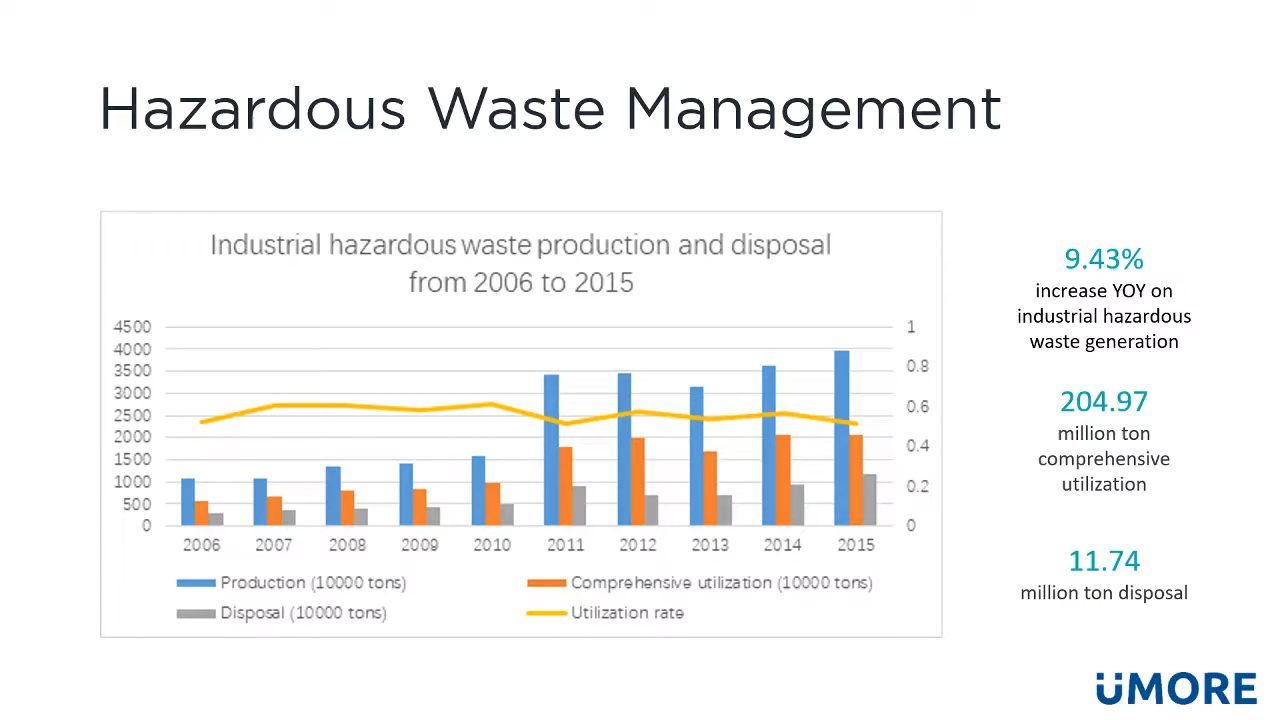 Hazardous Waste Management
Industrial hazardous waste production and disposal
from 2006 to 2015
4500
4000
3500
3000
2500
2000
1500
1000
500
0
1
0.8
0.6
0.4
0.2
0
2006 2007 2008 2009 2010 2011 2012 2013 2014 2015
Production (10000 tons) Comprehensive utilization (10000 tons)
Disposal (10000 tons) Utilization rate
9.43%
increase YOY on
industrial hazardous
waste generation
204.97
million ton
comprehensive
utilization
11.74
million ton disposal
ÜMORE